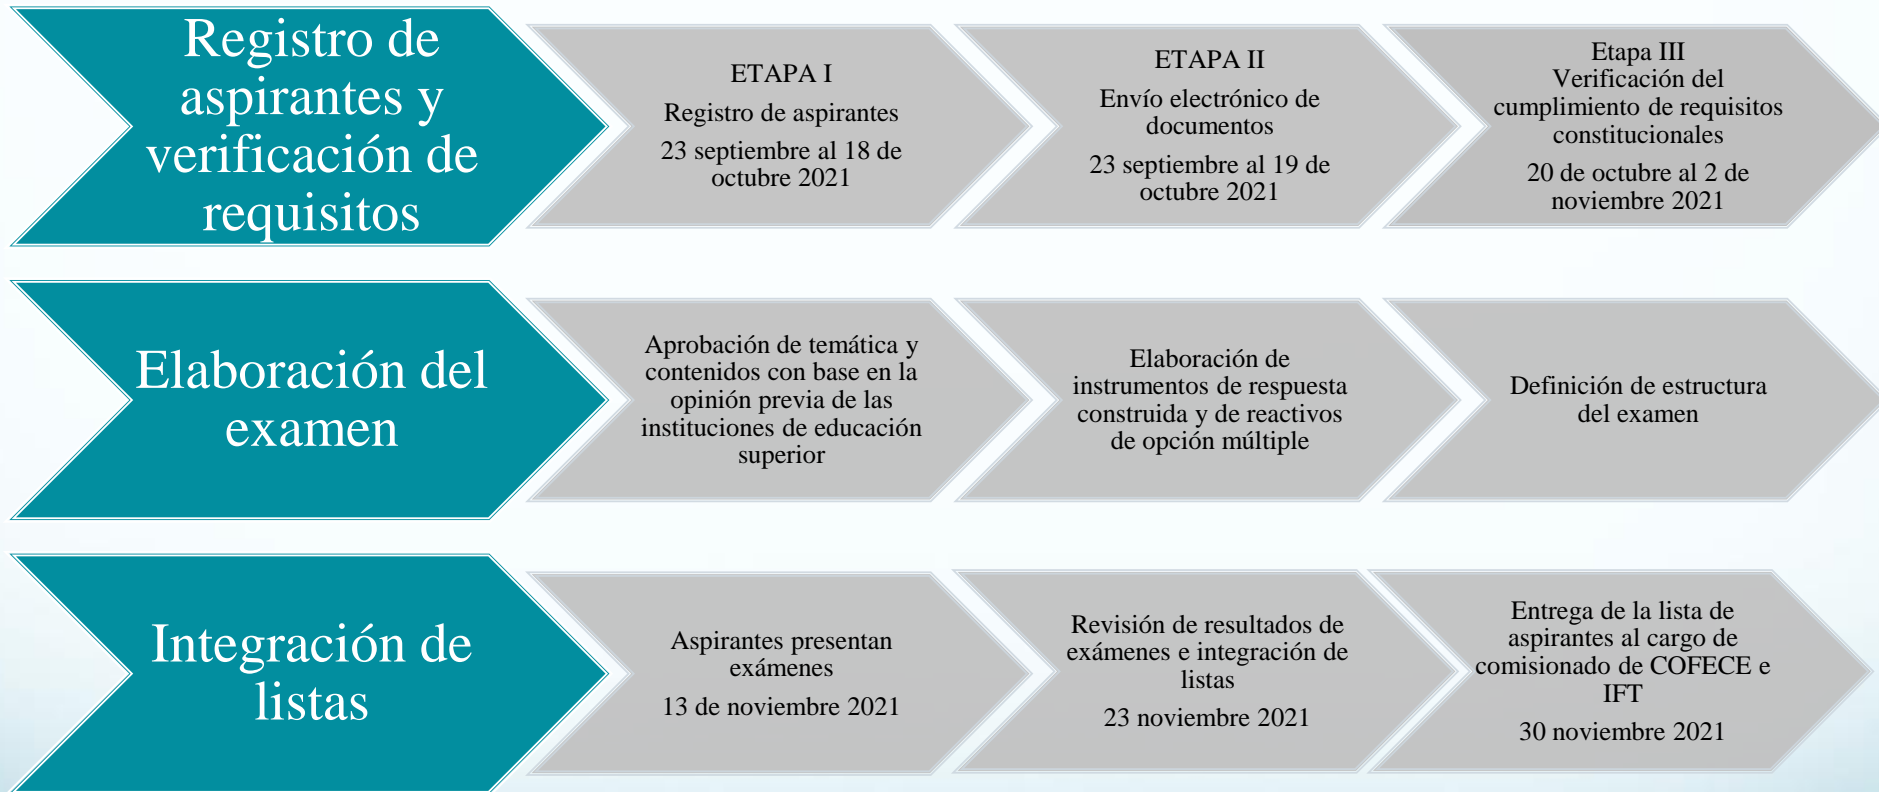 Registro de
aspirantes y
verificación de
requisitos
ETAPA I
Registro de aspirantes
23 septiembre al 18 de
octubre 2021
ETAPA II
Envío electrónico de
documentos
23 septiembre al 19 de
octubre 2021
Etapa III
Verificación del
cumplimiento de requisitos
constitucionales
20 de octubre al 2 de
noviembre 2021
Elaboración del
examen
Aprobación de temática y
contenidos con base en la
opinión previa de las
instituciones de educación
superior
Elaboración de
instrumentos de respuesta
construida y de reactivos
de opción múltiple
Definición de estructura
del examen
Integración de
listas
Aspirantes presentan
exámenes
13 de noviembre 2021
Revisión de resultados de
exámenes e integración de
listas
23 noviembre 2021
Entrega de la lista de
aspirantes al cargo de
comisionado de COFECE e
IFT
30 noviembre 2021